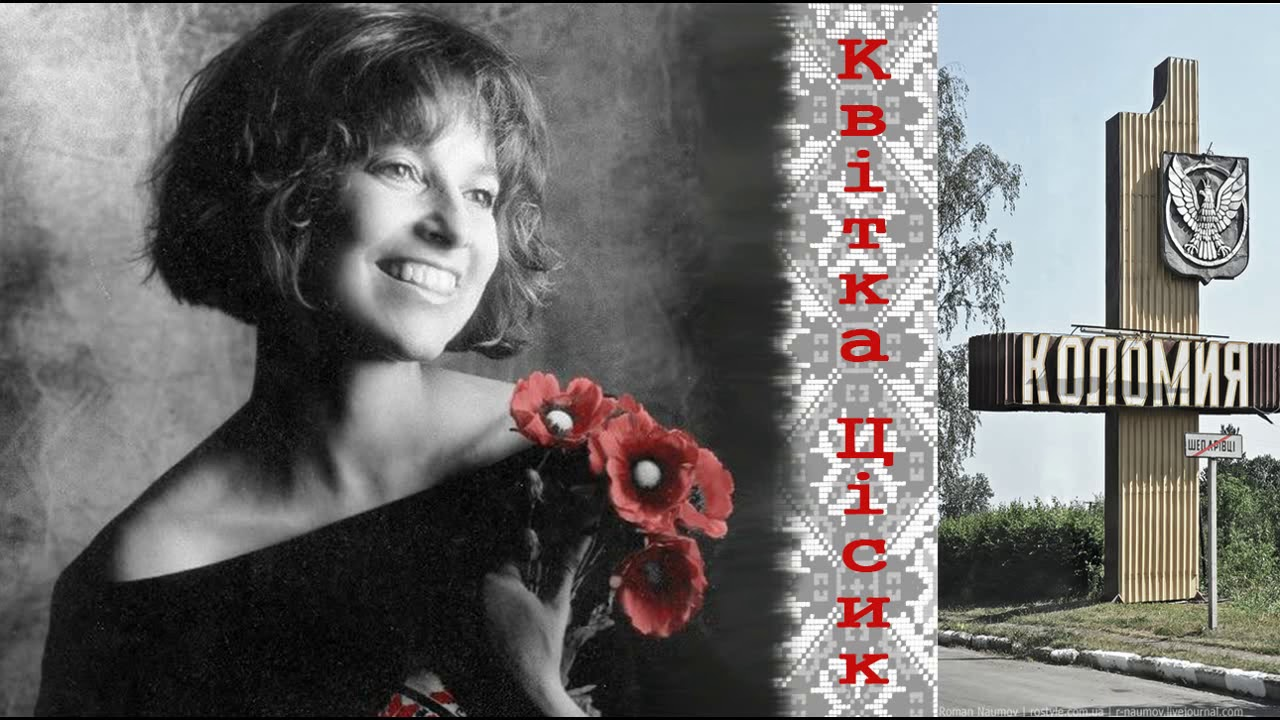 Квітка Цісик
КОЛОМИЯ
ШЕПАРІВЦІ
Roman Naumov | rostyle.com.ua | r-naumov.livejournal.com